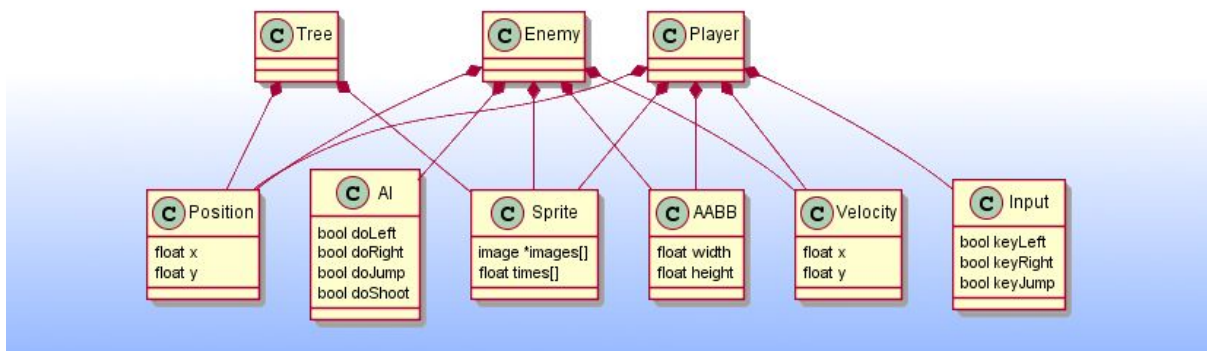 C Tree
C Enemy
C Player
C Position
float x
float y
C AI
bool doLeft
bool doRight
bool doJump
bool doShoot
C Sprite
image *images[]
float times[]
C AABB
float width
float height
C Velocity
float x
float y
C Input
bool keyLeft
bool keyRight
bool keyJump